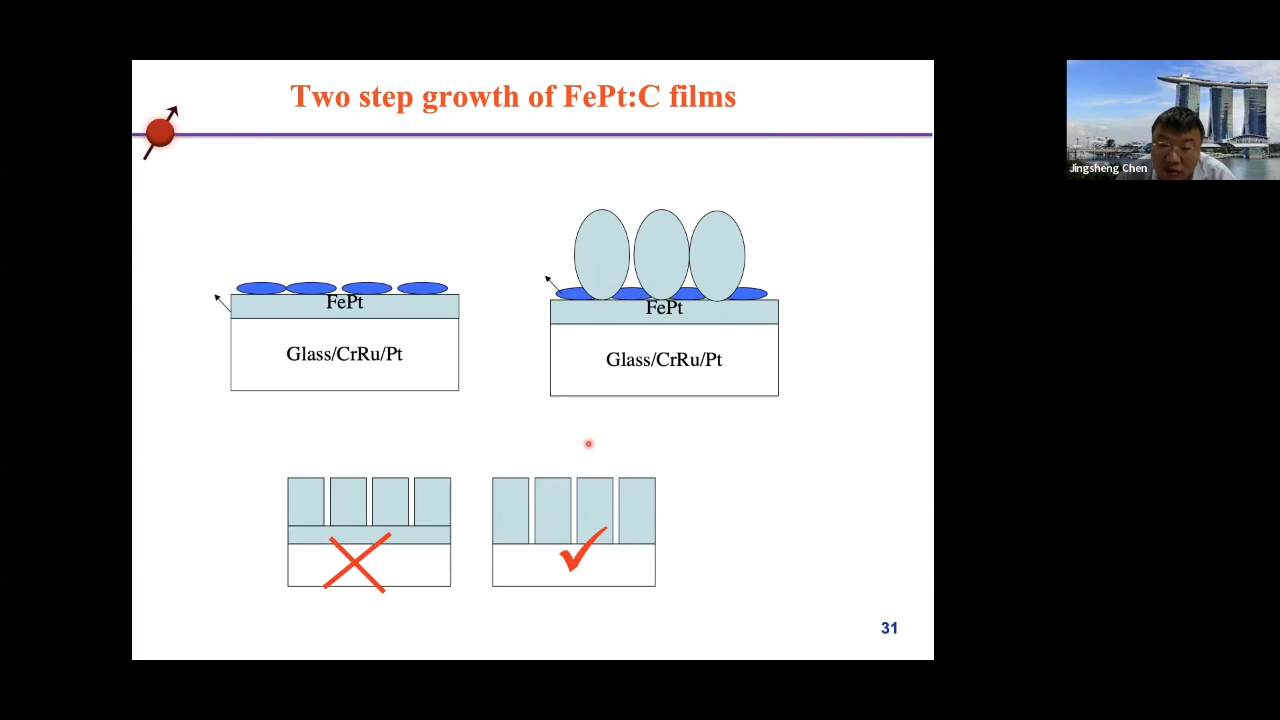 Two step growth of FePt:C films
Jingsheng Chen
FePt
Glass/CrRu/Pt
FePt
Glass/CrRu/Pt
31